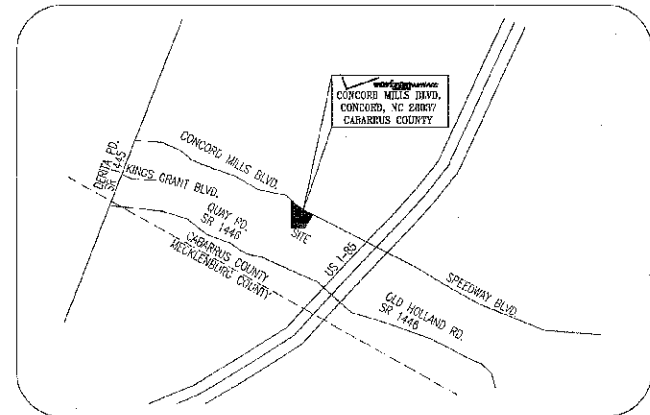 CONCORD MILLS BLVD.
CONCORD, NC 28037
CABARRUS COUNTY
CONCORD MILLS BLVD.
KINGS GRANT BLVD.
DERITA RD.
SR 1445
QUAY RD.
SR 1446
SITE
CABARRUS COUNTY
MECKLENBURG COUNTY
US I-85
SPEEDWAY BLVD.
OLD HOLLAND RD.
SR 1446